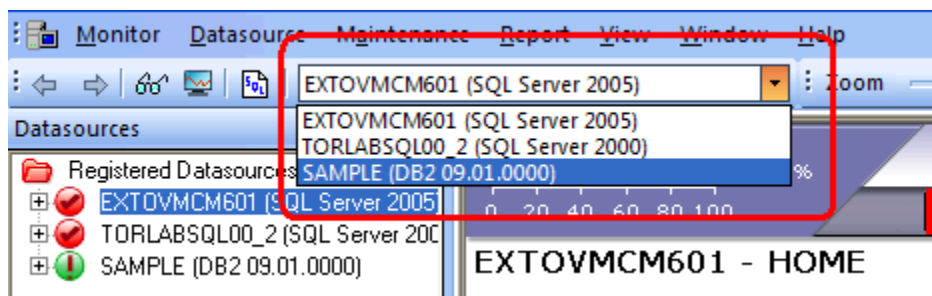 Monitor Datasource Maintenance Report View Window Help
SQL EXTOVMCM601 (SQL Server 2005) Zoom
Datasources
EXTOVMCM601 (SQL Server 2005)
TORLABSQL00_2 (SQL Server 2000)
SAMPLE (DB2 09.01.0000)
%
Registered Datasources
EXTOVMCM601 (SQL Server 2005)
0 20 40 60 80 100
TORLABSQL00_2 (SQL Server 200
SAMPLE (DB2 09.01.0000)
EXTOVMCM601 - HOME